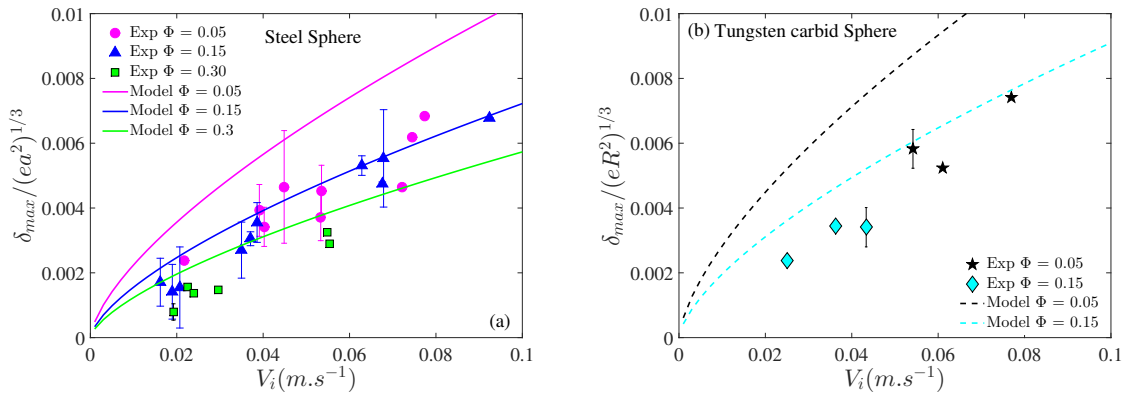 0.01
0.008
0.006
0.004
0.002
0
δmax/(ea²)^1/3
Exp Φ = 0.05
Exp Φ = 0.15
Exp Φ = 0.30
Model Φ = 0.05
Model Φ = 0.15
Model Φ = 0.3
Steel Sphere
(a)
0 0.02 0.04 0.06 0.08 0.1
Vi(m.s⁻¹)
0.01
0.008
0.006
0.004
0.002
0
δmax/(eR²)^1/3
(b) Tungsten carbid Sphere
Exp Φ = 0.05
Exp Φ = 0.15
Model Φ = 0.05
Model Φ = 0.15
0 0.02 0.04 0.06 0.08 0.1
Vi(m.s⁻¹)